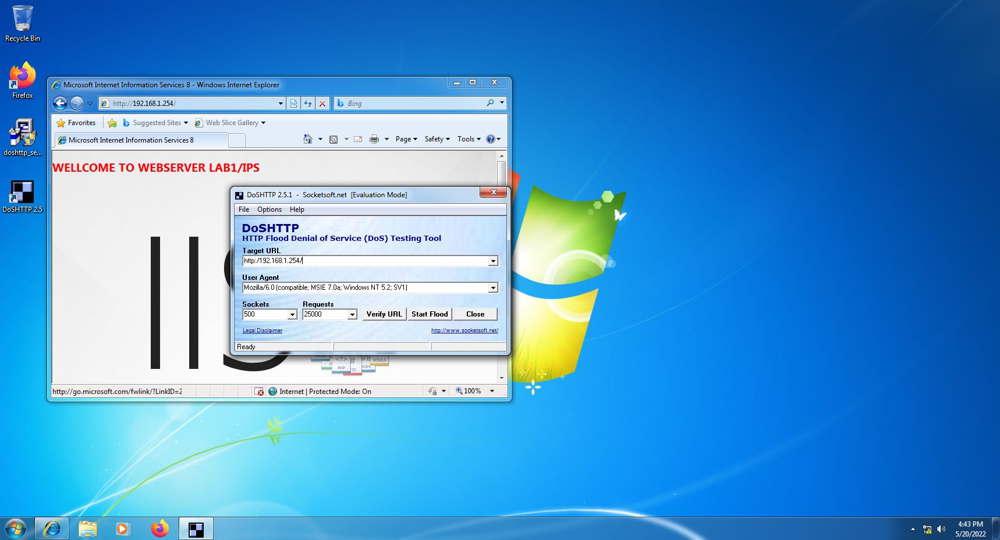 Recycle Bin
Firefox
doshttp_se...
DoSHTTP 2.5
Microsoft Internet Information Services 8 - Windows Internet Explorer
http://192.168.1.254/
Bing
Favorites
Suggested Sites
Web Slice Gallery
Microsoft Internet Information Services 8
Page
Safety
Tools
WELLCOME TO WEBSERVER LAB1/IPS
DoSHTTP 2.5.1 - Socketsoft.net [Evaluation Mode]
File Options Help
DoSHTTP
HTTP Flood Denial of Service (DoS) Testing Tool
Target URL
http:/192.168.1.254/
User Agent
Mozilla/6.0 (compatible; MSIE 7.0a; Windows NT 5.2; SV1)
Sockets
Requests
500
25000
Verify URL
Start Flood
Close
Legal Disclaimer
http://www.socketsoft.net/
Ready
IIS
<?>
#
HTML5
PHP
CSS
ASPX
http://go.microsoft.com/fwlink/?LinkID=2
Internet | Protected Mode: On
100%
4:43 PM
5/20/2022